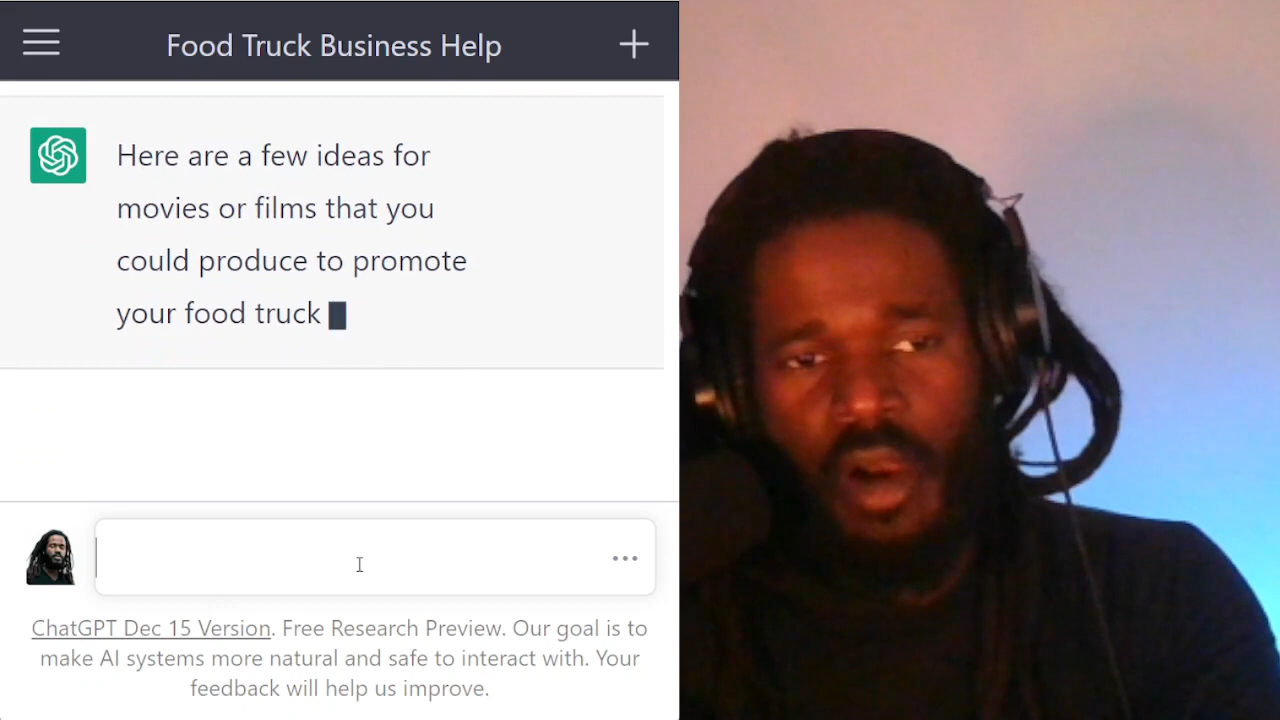 Food Truck Business Help
Here are a few ideas for
movies or films that you
could produce to promote
your food truck
ChatGPT Dec 15 Version. Free Research Preview. Our goal is to
make AI systems more natural and safe to interact with. Your
feedback will help us improve.